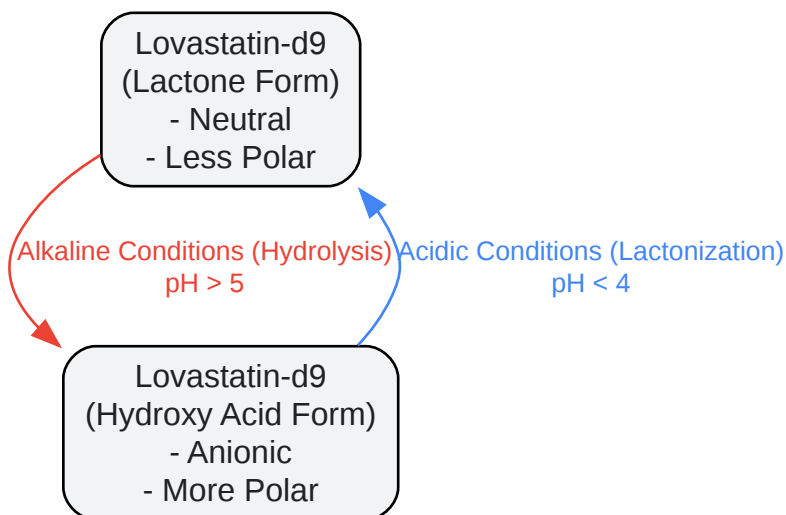 Lovastatin-d9
(Lactone Form)
- Neutral
- Less Polar
Alkaline Conditions (Hydrolysis)
pH > 5
Acidic Conditions (Lactonization)
pH < 4
Lovastatin-d9
(Hydroxy Acid Form)
- Anionic
- More Polar